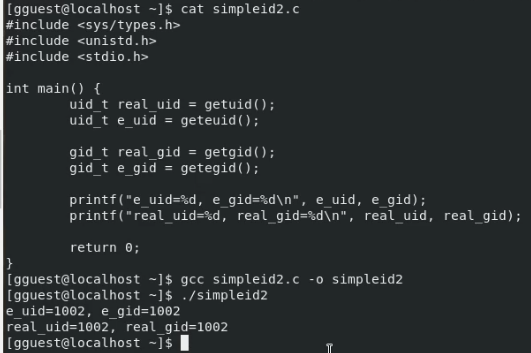 [gguest@localhost ~]$ cat simpleid2.c
#include <sys/types.h>
#include <unistd.h>
#include <stdio.h>

int main() {
        uid_t real_uid = getuid();
        uid_t e_uid = geteuid();

        gid_t real_gid = getgid();
        gid_t e_gid = getegid();

        printf("e_uid=%d, e_gid=%d\n", e_uid, e_gid);
        printf("real_uid=%d, real_gid=%d\n", real_uid, real_gid);

        return 0;
}
[gguest@localhost ~]$ gcc simpleid2.c -o simpleid2
[gguest@localhost ~]$ ./simpleid2
e_uid=1002, e_gid=1002
real_uid=1002, real_gid=1002
[gguest@localhost ~]$